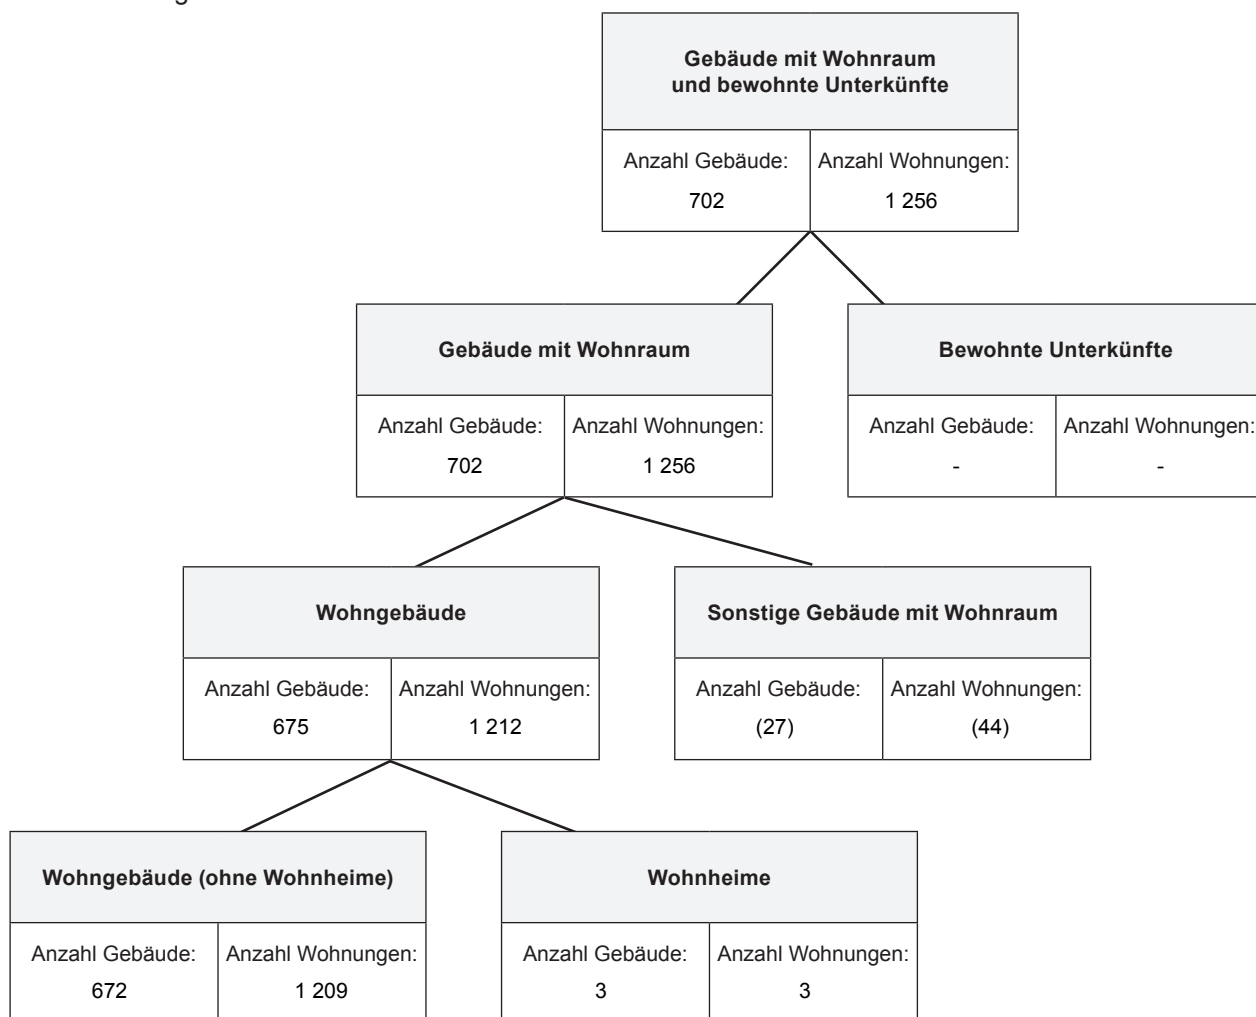 Gebäude mit Wohnraum
und bewohnte Unterkünfte
Anzahl Gebäude: Anzahl Wohnungen:
702 1 256
Gebäude mit Wohnraum
Anzahl Gebäude: Anzahl Wohnungen:
702 1 256
Bewohnte Unterkünfte
Anzahl Gebäude: Anzahl Wohnungen:
- -
Wohngebäude
Anzahl Gebäude: Anzahl Wohnungen:
675 1 212
Sonstige Gebäude mit Wohnraum
Anzahl Gebäude: Anzahl Wohnungen:
(27) (44)
Wohngebäude (ohne Wohnheime)
Anzahl Gebäude: Anzahl Wohnungen:
672 1 209
Wohnheime
Anzahl Gebäude: Anzahl Wohnungen:
3 3